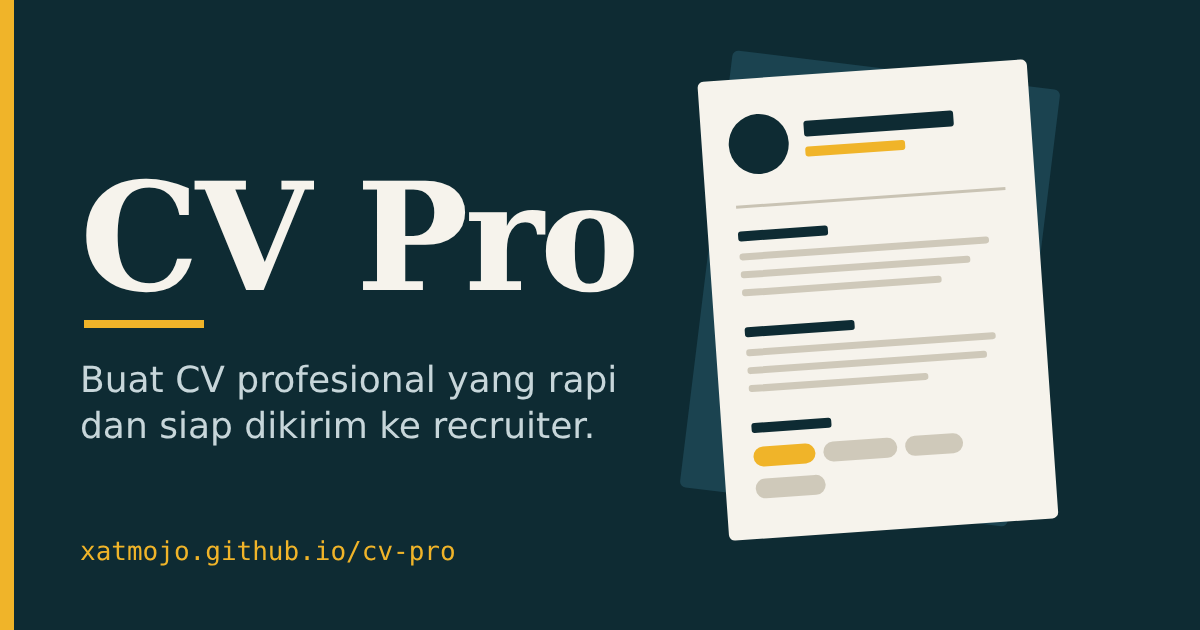 CV Pro
Buat CV profesional yang rapi
dan siap dikirim ke recruiter.
xatmojo.github.io/cv-pro